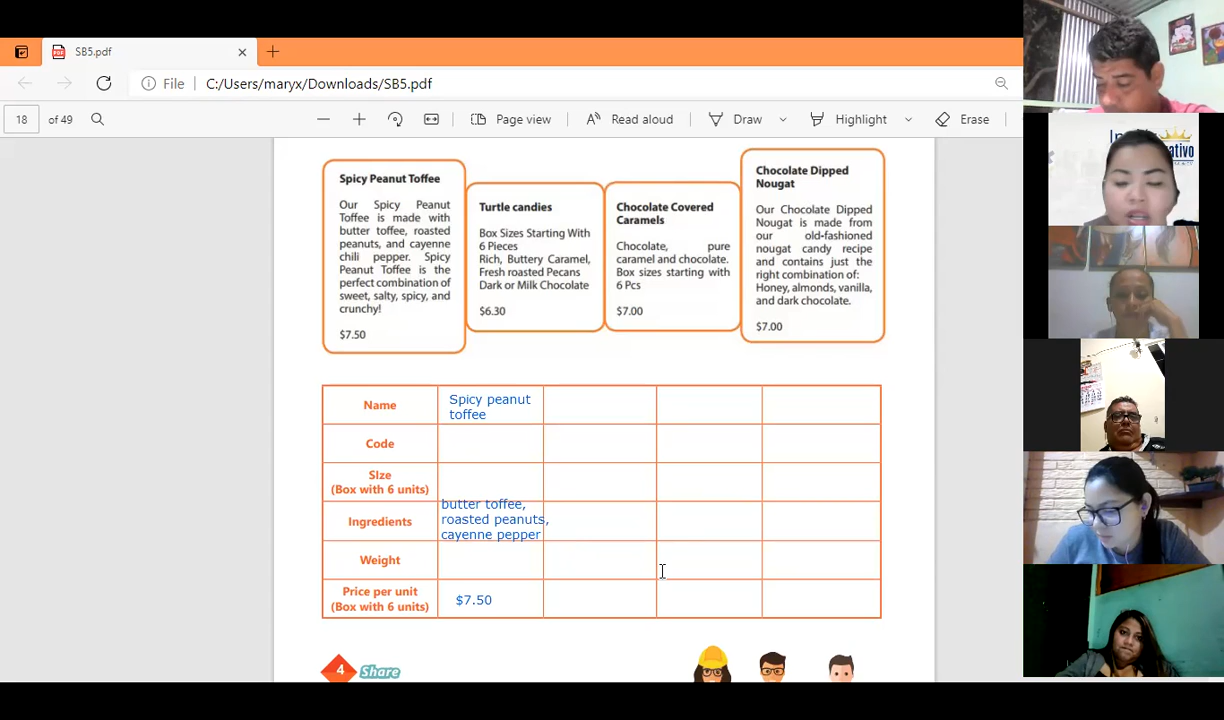 SB5.pdf
File
C:/Users/maryx/Downloads/SB5.pdf
18
of 49
Page view
Read aloud
Draw
Highlight
Erase
Spicy Peanut Toffee
Our Spicy Peanut
Toffee is made with
butter toffee, roasted
peanuts, and cayenne
chili pepper. Spicy
Peanut Toffee is the
perfect combination of
sweet, salty, spicy, and
crunchy!
$7.50
Turtle candies
Box Sizes Starting With
6 Pieces
Rich, Buttery Caramel,
Fresh roasted Pecans
Dark or Milk Chocolate
$6.30
Chocolate Covered
Caramels
Chocolate, pure
caramel and chocolate.
Box sizes starting with
6 Pcs
$7.00
Chocolate Dipped
Nougat
Our Chocolate Dipped
Nougat is made from
our old-fashioned
nougat candy recipe
and contains just the
right combination of:
Honey, almonds, vanilla,
and dark chocolate.
$7.00
Name
Spicy peanut
toffee
Code
SIze
(Box with 6 units)
Ingredients
butter toffee,
roasted peanuts,
cayenne pepper
Weight
Price per unit
(Box with 6 units)
$7.50
4
Share